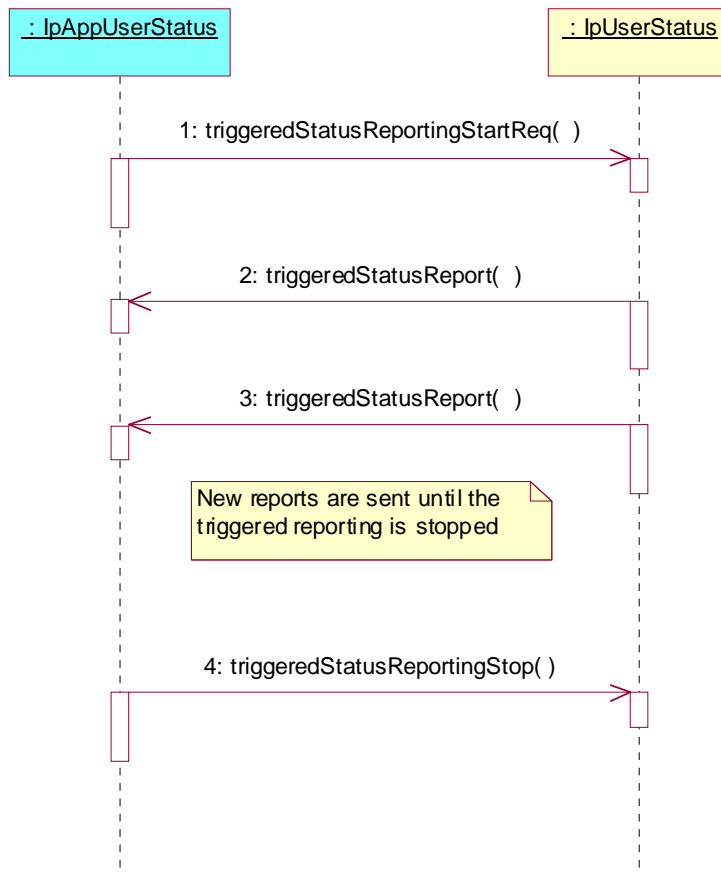 : IpAppUserStatus
: IpUserStatus
1: triggeredStatusReportingStartReq(  )
2: triggeredStatusReport(  )
3: triggeredStatusReport(  )
New reports are sent until the
triggered reporting is stopped
4: triggeredStatusReportingStop( )